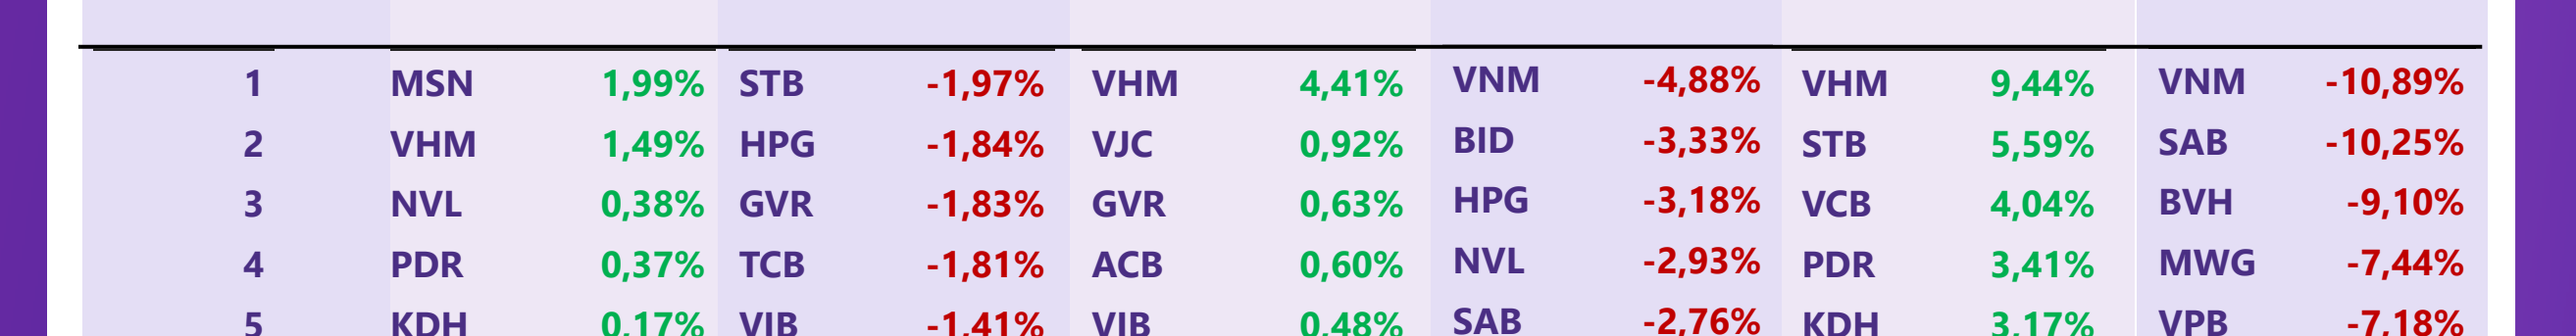 1 MSN 1,99% STB -1,97% VHM 4,41% VNM -4,88% VHM 9,44% VNM -10,89%
2 VHM 1,49% HPG -1,84% VJC 0,92% BID -3,33% STB 5,59% SAB -10,25%
3 NVL 0,38% GVR -1,83% GVR 0,63% HPG -3,18% VCB 4,04% BVH -9,10%
4 PDR 0,37% TCB -1,81% ACB 0,60% NVL -2,93% PDR 3,41% MWG -7,44%
5 KDH 0,17% VIB -1,41% VIB 0,48% SAB -2,76% KDH 3,17% VPB -7,18%